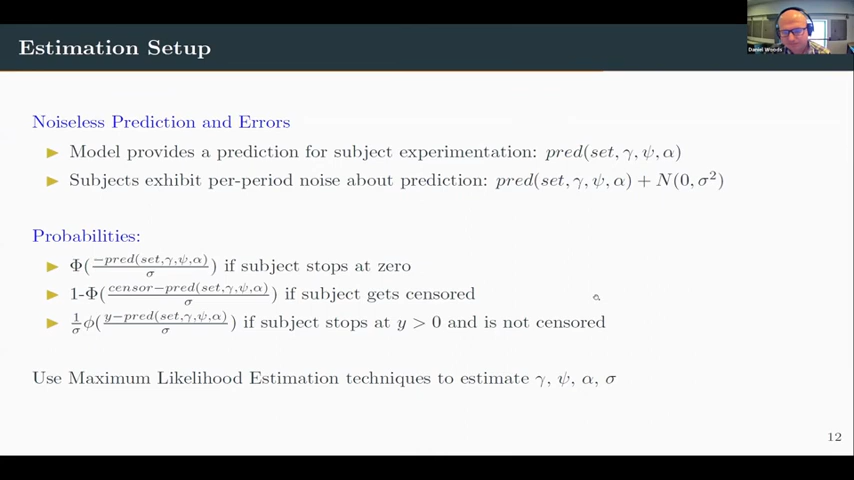 Estimation Setup
Daniel Woods
Noiseless Prediction and Errors
Model provides a prediction for subject experimentation: pred(set, γ, ψ, α)
Subjects exhibit per-period noise about prediction: pred(set, γ, ψ, α) + N(0, σ²)
Probabilities:
Φ(−pred(set,γ,ψ,α)/σ) if subject stops at zero
1-Φ(censor−pred(set,γ,ψ,α)/σ) if subject gets censored
1/σ ϕ(y−pred(set,γ,ψ,α)/σ) if subject stops at y > 0 and is not censored
Use Maximum Likelihood Estimation techniques to estimate γ, ψ, α, σ
12